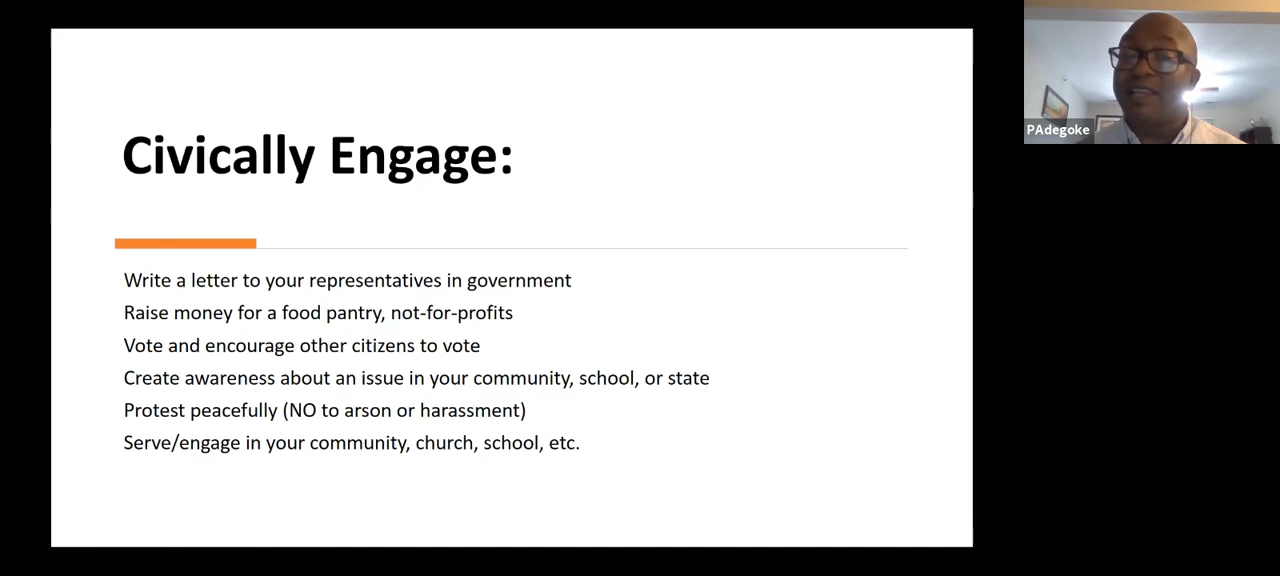 Civically Engage:
Write a letter to your representatives in government
Raise money for a food pantry, not-for-profits
Vote and encourage other citizens to vote
Create awareness about an issue in your community, school, or state
Protest peacefully (NO to arson or harassment)
Serve/engage in your community, church, school, etc.
PAdegoke